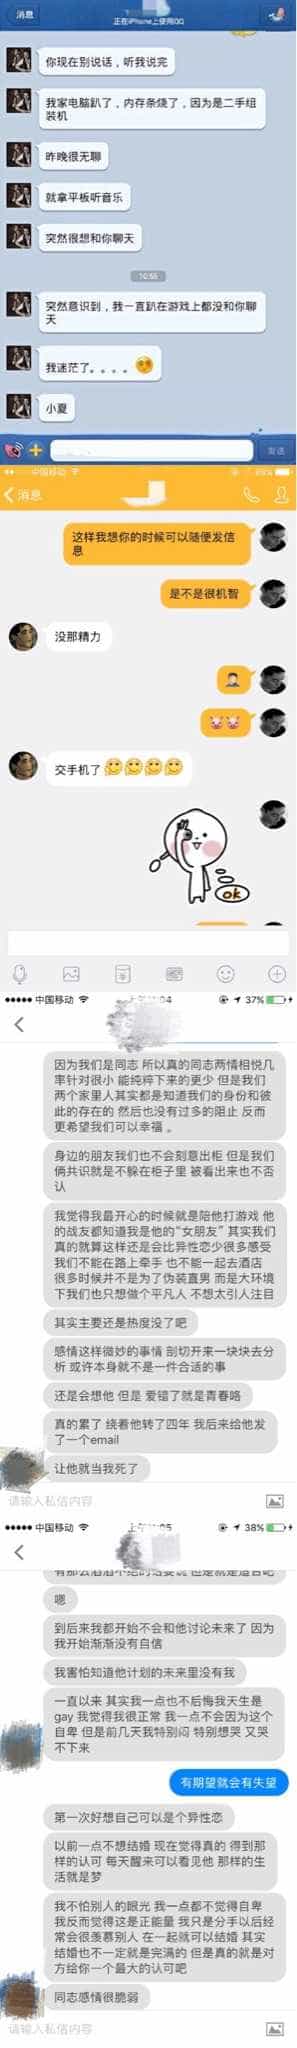 消息
正在iPhone上使用QQ
你现在别说话，听我说完
我家电脑趴了，内存条烧了，因为是二手组
装机
昨晚很无聊
就拿平板听音乐
突然很想和你聊天
10:55
突然意识到，我一直趴在游戏上都没和你聊
天
我迷茫了。。。。
小夏
发送
中国移动
消息
这样我想你的时候可以随便发信
息
是不是很机智
没那精力
交手机了
ok
中国移动
37%
因为我们是同志 所以真的同志两情相悦几
率针对很小 能纯粹下来的更少 但是我们
两个家里人其实都是知道我们的身份和彼
此的存在的 然后也没有过多的阻止 反而
更希望我们可以幸福 。
身边的朋友我们也不会刻意出柜 但是我们
俩共识就是不躲在柜子里 被看出来也不否
认
我觉得我最开心的时候就是陪他打游戏 他
的战友都知道我是他的“女朋友” 其实我们
真的就算这样还是会比异性恋少很多感受
我们不能在路上牵手 也不能一起去酒店
很多时候并不是为了伪装直男 而是大环境
下我们也只想做个平凡人 不想太引人注目
其实主要还是热度没了吧
感情这样微妙的事情 剖切开来一块块去分
析 或许本身就不是一件合适的事
还是会想他 但是 爱错了就是青春咯
真的累了 绕着他转了四年 我后来给他发
了一个email
让他就当我死了
请输入私信内容
中国移动
38%
嗯
到后来我都开始不会和他讨论未来了 因为
我开始渐渐没有自信
我害怕知道他计划的未来里没有我
一直以来 其实我一点也不后悔我天生是
gay 我觉得我很正常 我一点不会因为这个
自卑 但是前几天我特别闷 特别想哭 又哭
不下来
有期望就会有失望
第一次好想自己可以是个异性恋
以前一点不想结婚 现在觉得真的 得到那
样的认可 每天醒来可以看见他 那样的生
活就是梦
我不怕别人的眼光 我一点都不觉得自卑
我反而觉得这是正能量 我只是分手以后经
常会很羡慕别人 在一起就可以结婚 其实
结婚也不一定就是完满的 但是真的就是对
方给你一个最大的认可吧
同志感情很脆弱
请输入私信内容